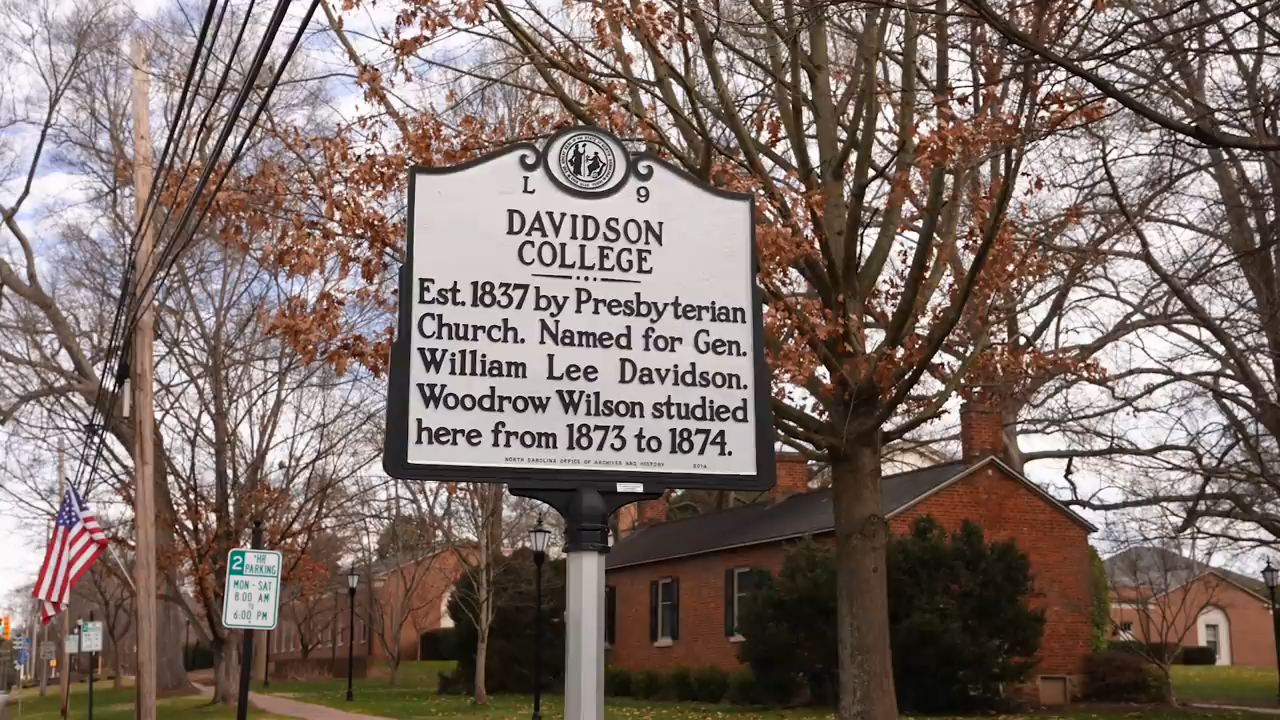 L 9
DAVIDSON
COLLEGE
Est. 1837 by Presbyterian
Church. Named for Gen.
William Lee Davidson.
Woodrow Wilson studied
here from 1873 to 1874.
NORTH CAROLINA OFFICE OF ARCHIVES AND HISTORY 2014
2 HR
PARKING
MON - SAT
8:00 AM
TO
6:00 PM